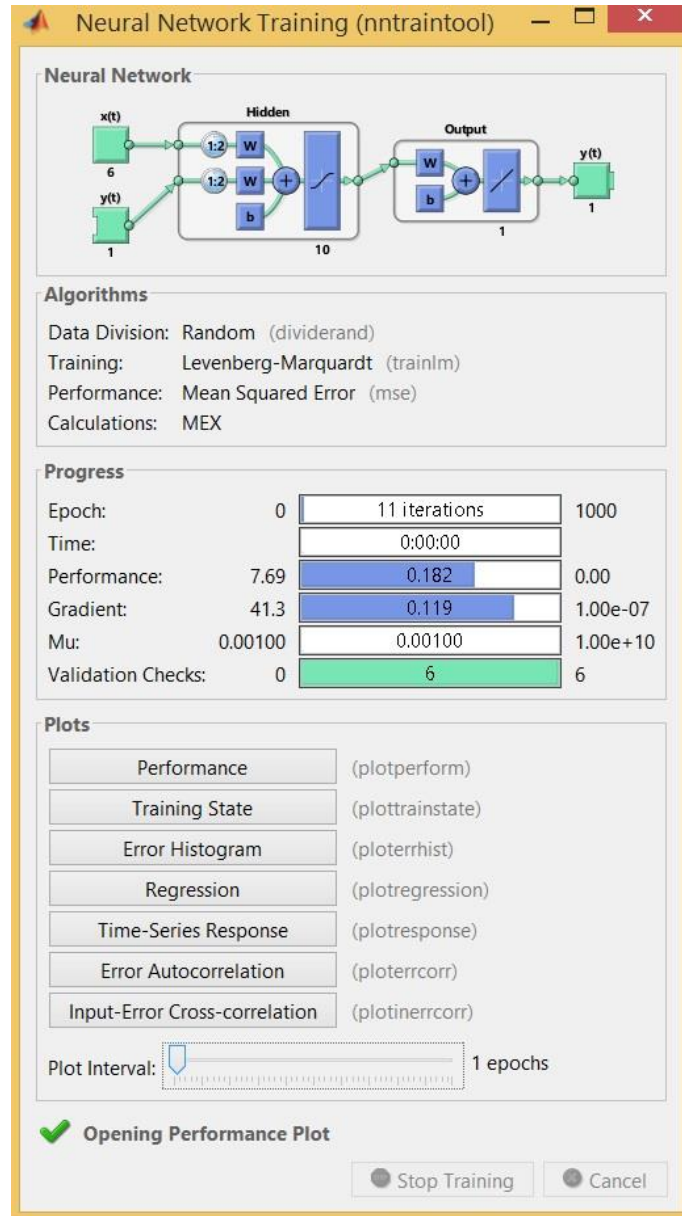 Neural Network Training (nntraintool)
Neural Network
x(t)
6
y(t)
1
Hidden
1:2 W
1:2 W
b
10
Output
W
b
1
y(t)
1
Algorithms
Data Division: Random (dividerand)
Training: Levenberg-Marquardt (trainlm)
Performance: Mean Squared Error (mse)
Calculations: MEX
Progress
Epoch: 0 11 iterations 1000
Time: 0:00:00
Performance: 7.69 0.182 0.00
Gradient: 41.3 0.119 1.00e-07
Mu: 0.00100 0.00100 1.00e+10
Validation Checks: 0 6 6
Plots
Performance (plotperform)
Training State (plottrainstate)
Error Histogram (ploterrhist)
Regression (plotregression)
Time-Series Response (plotresponse)
Error Autocorrelation (ploterrcorr)
Input-Error Cross-correlation (plotinerrcorr)
Plot Interval: 1 epochs
Opening Performance Plot
Stop Training Cancel